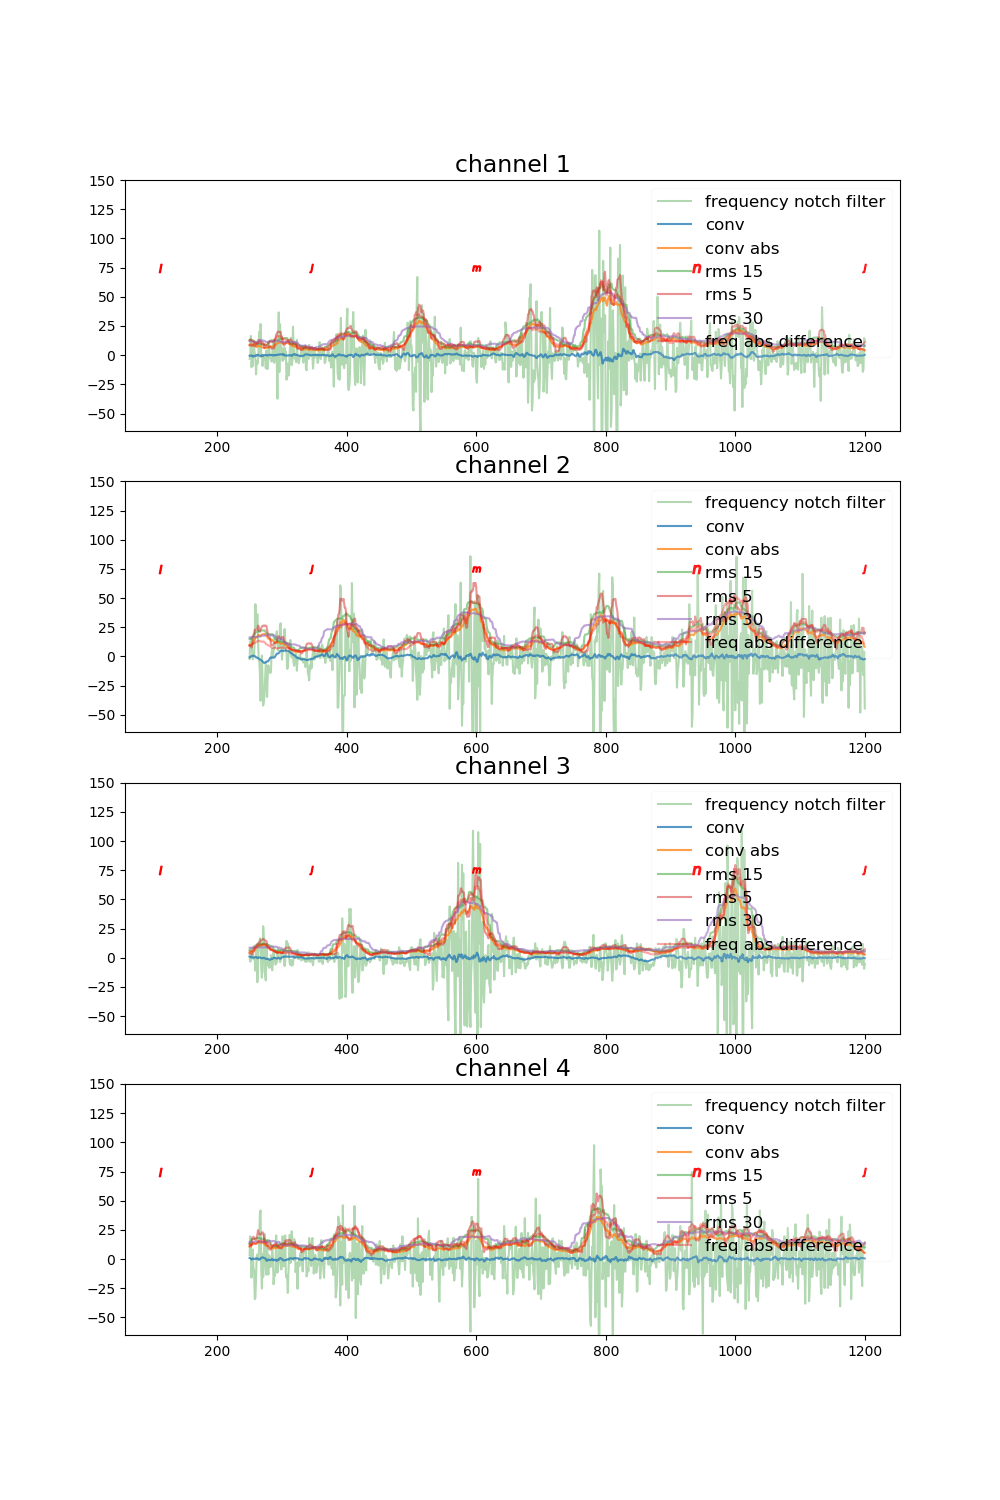 channel 1
150
125
100
75
50
25
0
−25
−50
frequency notch filter
conv
conv abs
rms 15
rms 5
rms 30
freq abs difference
I J m n J
200 400 600 800 1000 1200
channel 2
150
125
100
75
50
25
0
−25
−50
frequency notch filter
conv
conv abs
rms 15
rms 5
rms 30
freq abs difference
I J m n J
200 400 600 800 1000 1200
channel 3
150
125
100
75
50
25
0
−25
−50
frequency notch filter
conv
conv abs
rms 15
rms 5
rms 30
freq abs difference
I J m n J
200 400 600 800 1000 1200
channel 4
150
125
100
75
50
25
0
−25
−50
frequency notch filter
conv
conv abs
rms 15
rms 5
rms 30
freq abs difference
I J m n J
200 400 600 800 1000 1200